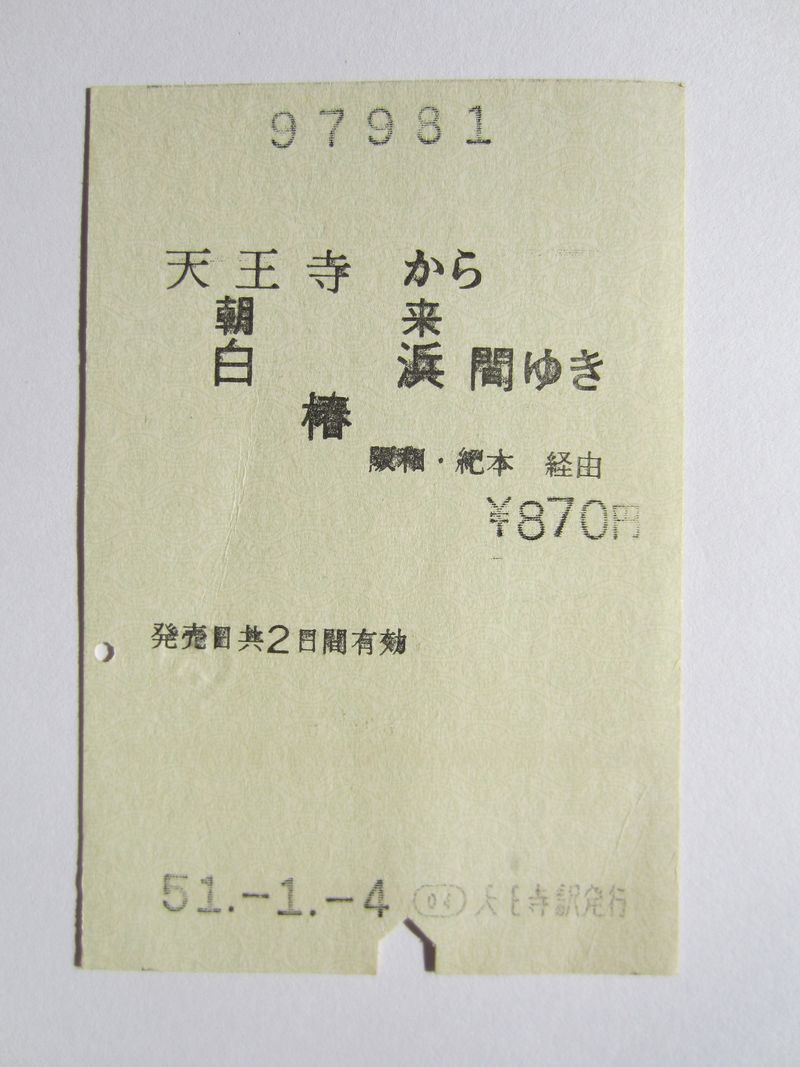 97981
天王寺 から
朝 来
白 浜 間ゆき
椿
阪和・紀本 経由
¥870円
発売日共2日間有効
51.-1.-4 天王寺駅発行